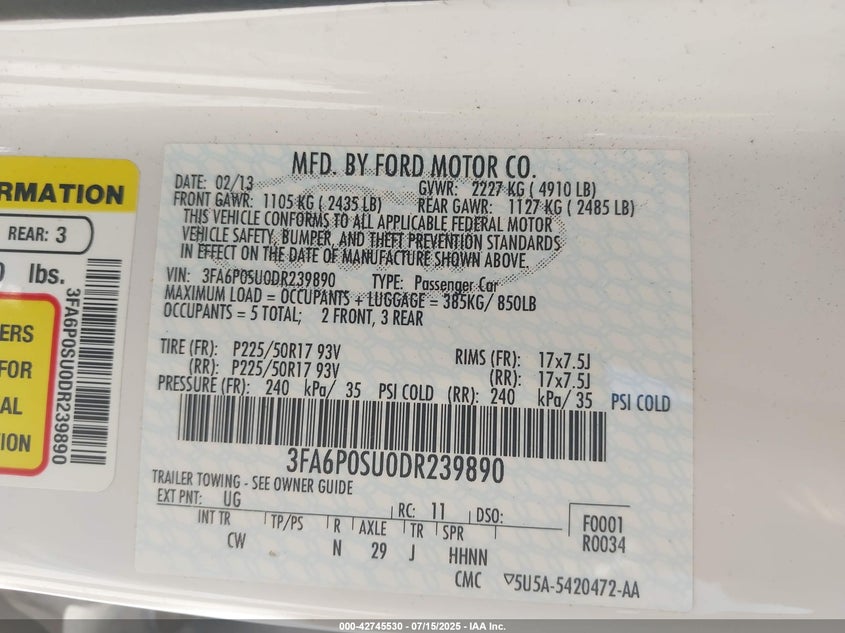 MFD. BY FORD MOTOR CO.
DATE: 02/13 GVWR: 2227 KG ( 4910 LB)
FRONT GAWR: 1105 KG ( 2435 LB) REAR GAWR: 1127 KG ( 2485 LB)
THIS VEHICLE CONFORMS TO ALL APPLICABLE FEDERAL MOTOR
VEHICLE SAFETY, BUMPER, AND THEFT PREVENTION STANDARDS
IN EFFECT ON THE DATE OF MANUFACTURE SHOWN ABOVE.
VIN: 3FA6P0SU0DR239890 TYPE: Passenger Car
MAXIMUM LOAD = OCCUPANTS + LUGGAGE = 385KG/ 850LB
OCCUPANTS = 5 TOTAL; 2 FRONT, 3 REAR
TIRE (FR): P225/50R17 93V RIMS (FR): 17x7.5J
(RR): P225/50R17 93V (RR): 17x7.5J
PRESSURE (FR): 240 kPa/ 35 PSI COLD (RR): 240 kPa/ 35 PSI COLD
3FA6P0SU0DR239890
TRAILER TOWING - SEE OWNER GUIDE
EXT PNT: UG RC: 11 DSO: F0001
INT TR TP/PS R AXLE TR SPR R0034
CW N 29 J HHNN
CMC ▽5U5A-5420472-AA
RMATION
REAR: 3
0 lbs.
ERS
FOR
AL
TION
3FA6P0SU0DR239890
000-42745530 - 07/15/2025 - IAA Inc.